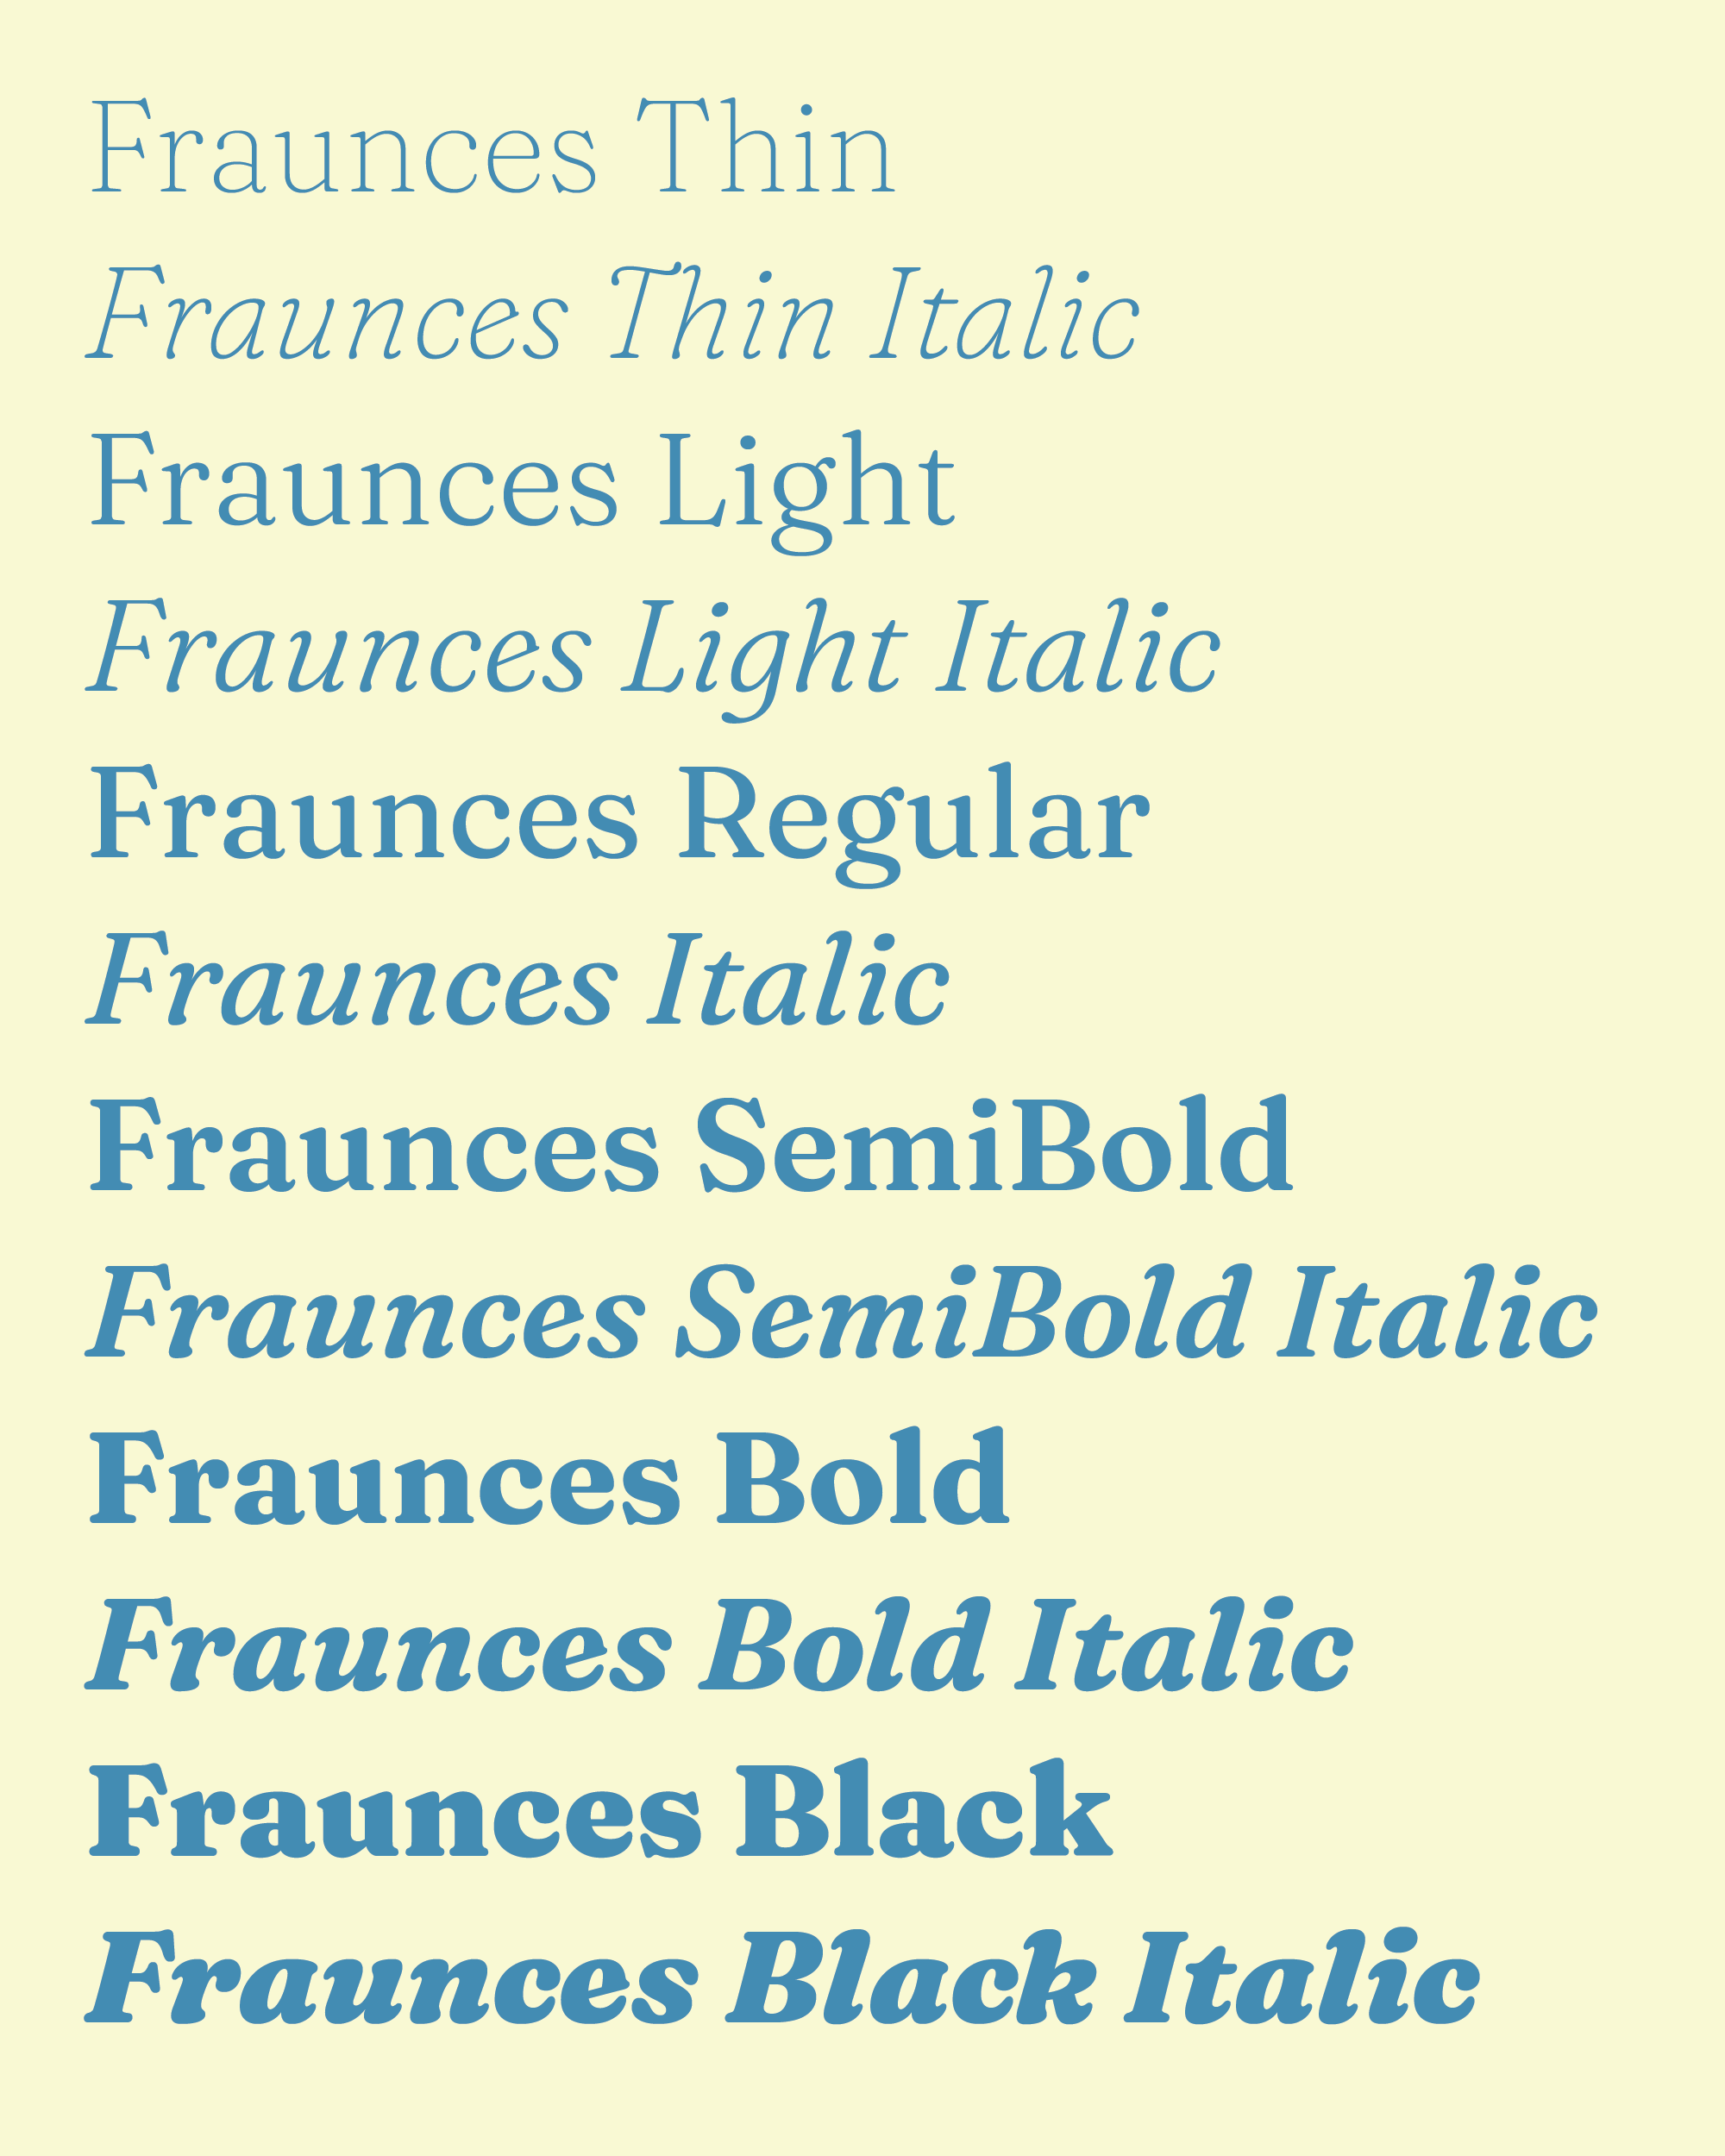 Fraunces Thin
Fraunces Thin Italic
Fraunces Light
Fraunces Light Italic
Fraunces Regular
Fraunces Italic
Fraunces SemiBold
Fraunces SemiBold Italic
Fraunces Bold
Fraunces Bold Italic
Fraunces Black
Fraunces Black Italic